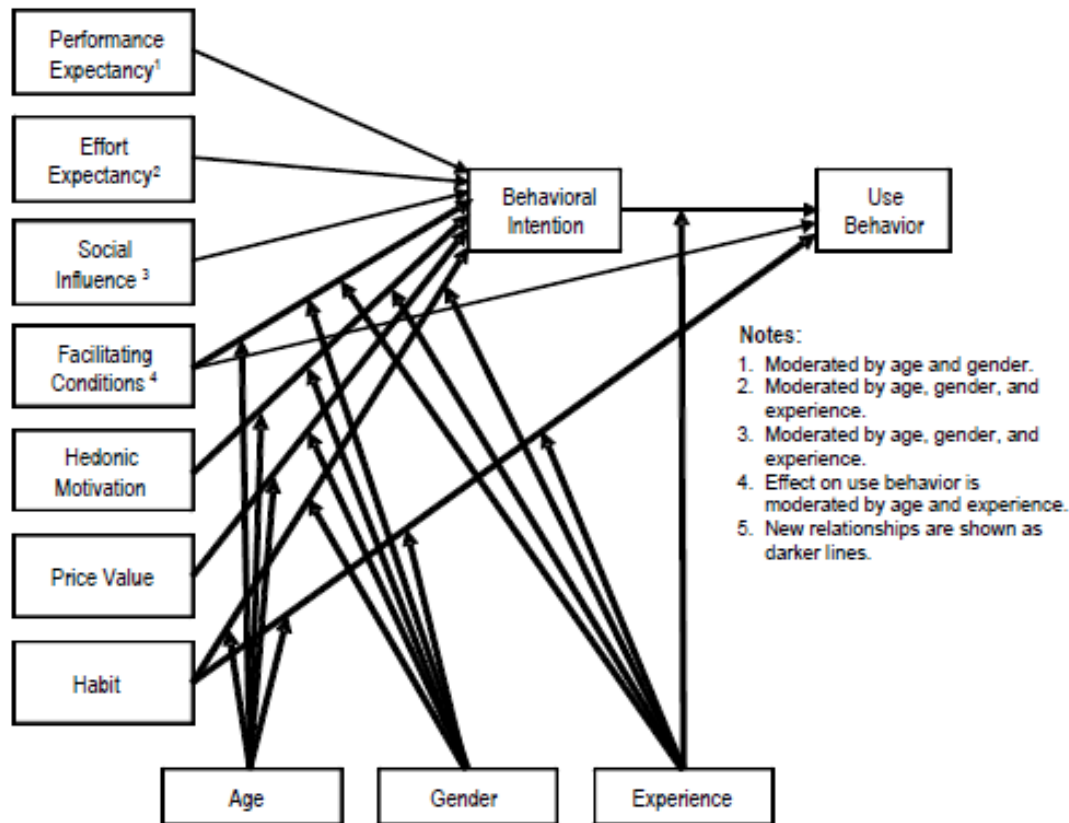 Performance
Expectancy1
Effort
Expectancy2
Social
Influence 3
Facilitating
Conditions 4
Hedonic
Motivation
Price Value
Habit
Behavioral
Intention
Use
Behavior
Notes:
1. Moderated by age and gender.
2. Moderated by age, gender, and
experience.
3. Moderated by age, gender, and
experience.
4. Effect on use behavior is
moderated by age and experience.
5. New relationships are shown as
darker lines.
Age
Gender
Experience